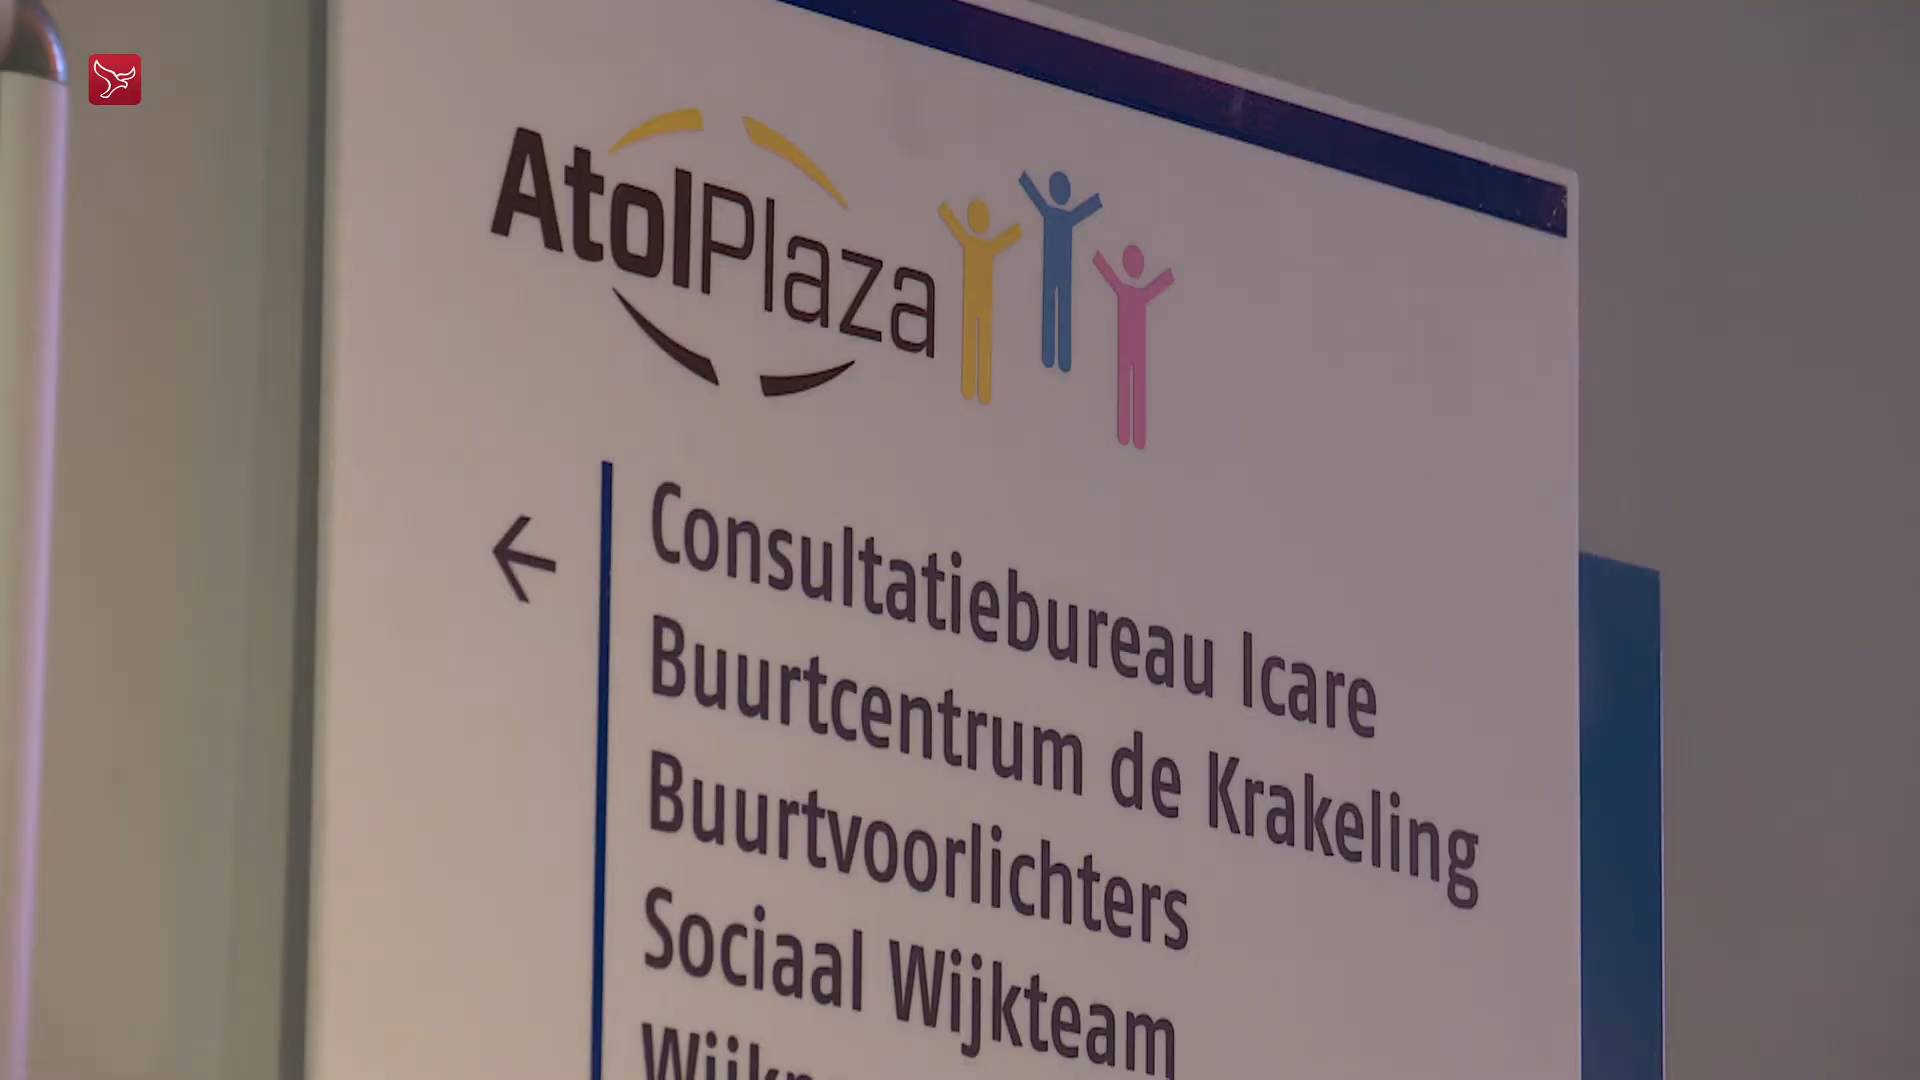 AtolPlaza
← Consultatiebureau Icare
Buurtcentrum de Krakeling
Buurtvoorlichters
Sociaal Wijkteam